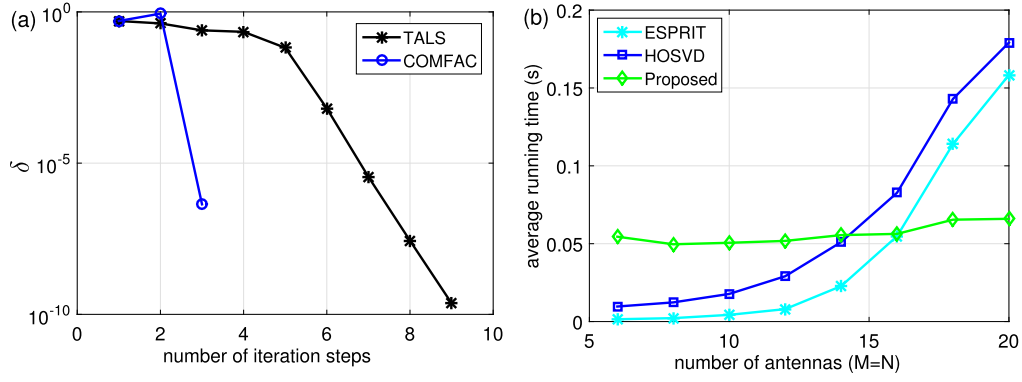 (a)
10^0
10^-5
10^-10
δ
TALS
COMFAC
0 2 4 6 8 10
number of iteration steps
(b)
0.2
0.15
0.1
0.05
0
average running time (s)
ESPRIT
HOSVD
Proposed
5 10 15 20
number of antennas (M=N)